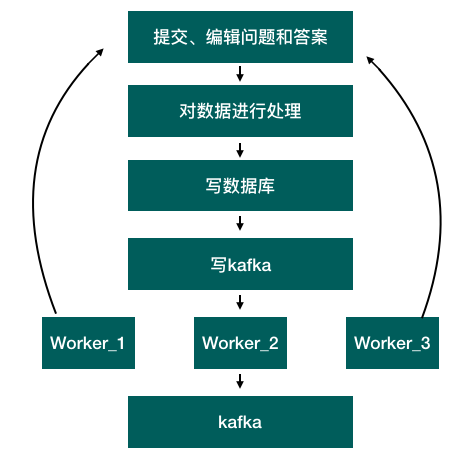 提交、编辑问题和答案
对数据进行处理
写数据库
写kafka
Worker_1
Worker_2
Worker_3
kafka